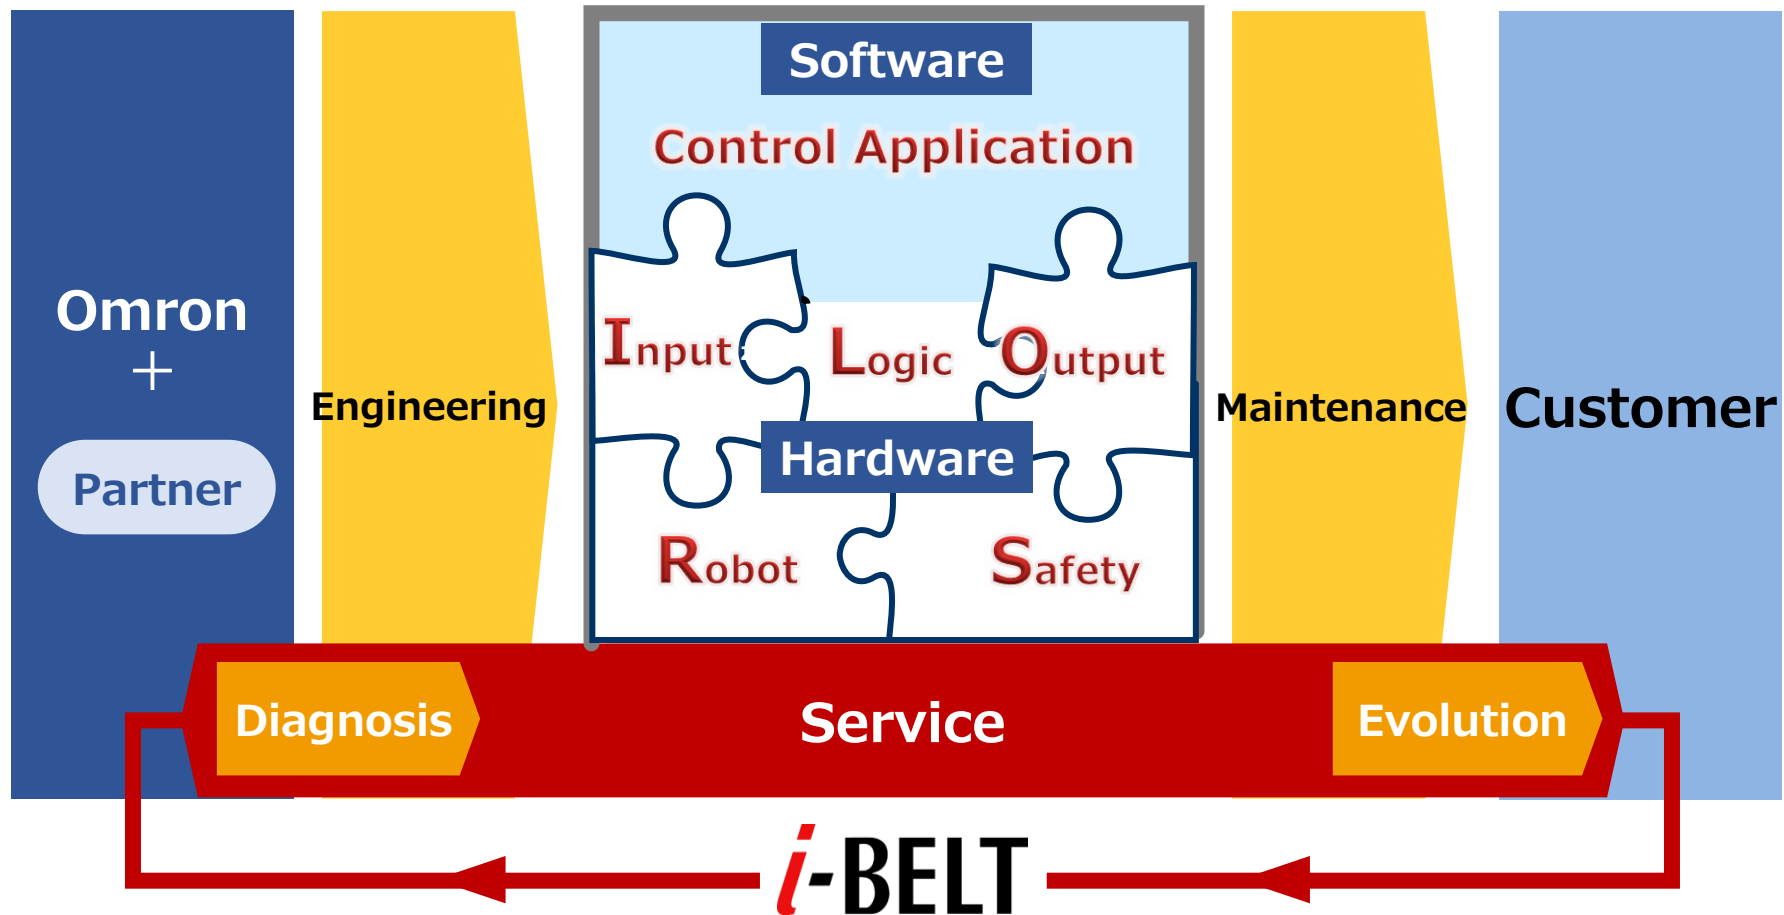 Omron
+
Partner
Engineering
Software
Control Application
Input
Logic
Output
Hardware
Robot
Safety
Maintenance
Customer
Diagnosis
Service
Evolution
i-BELT